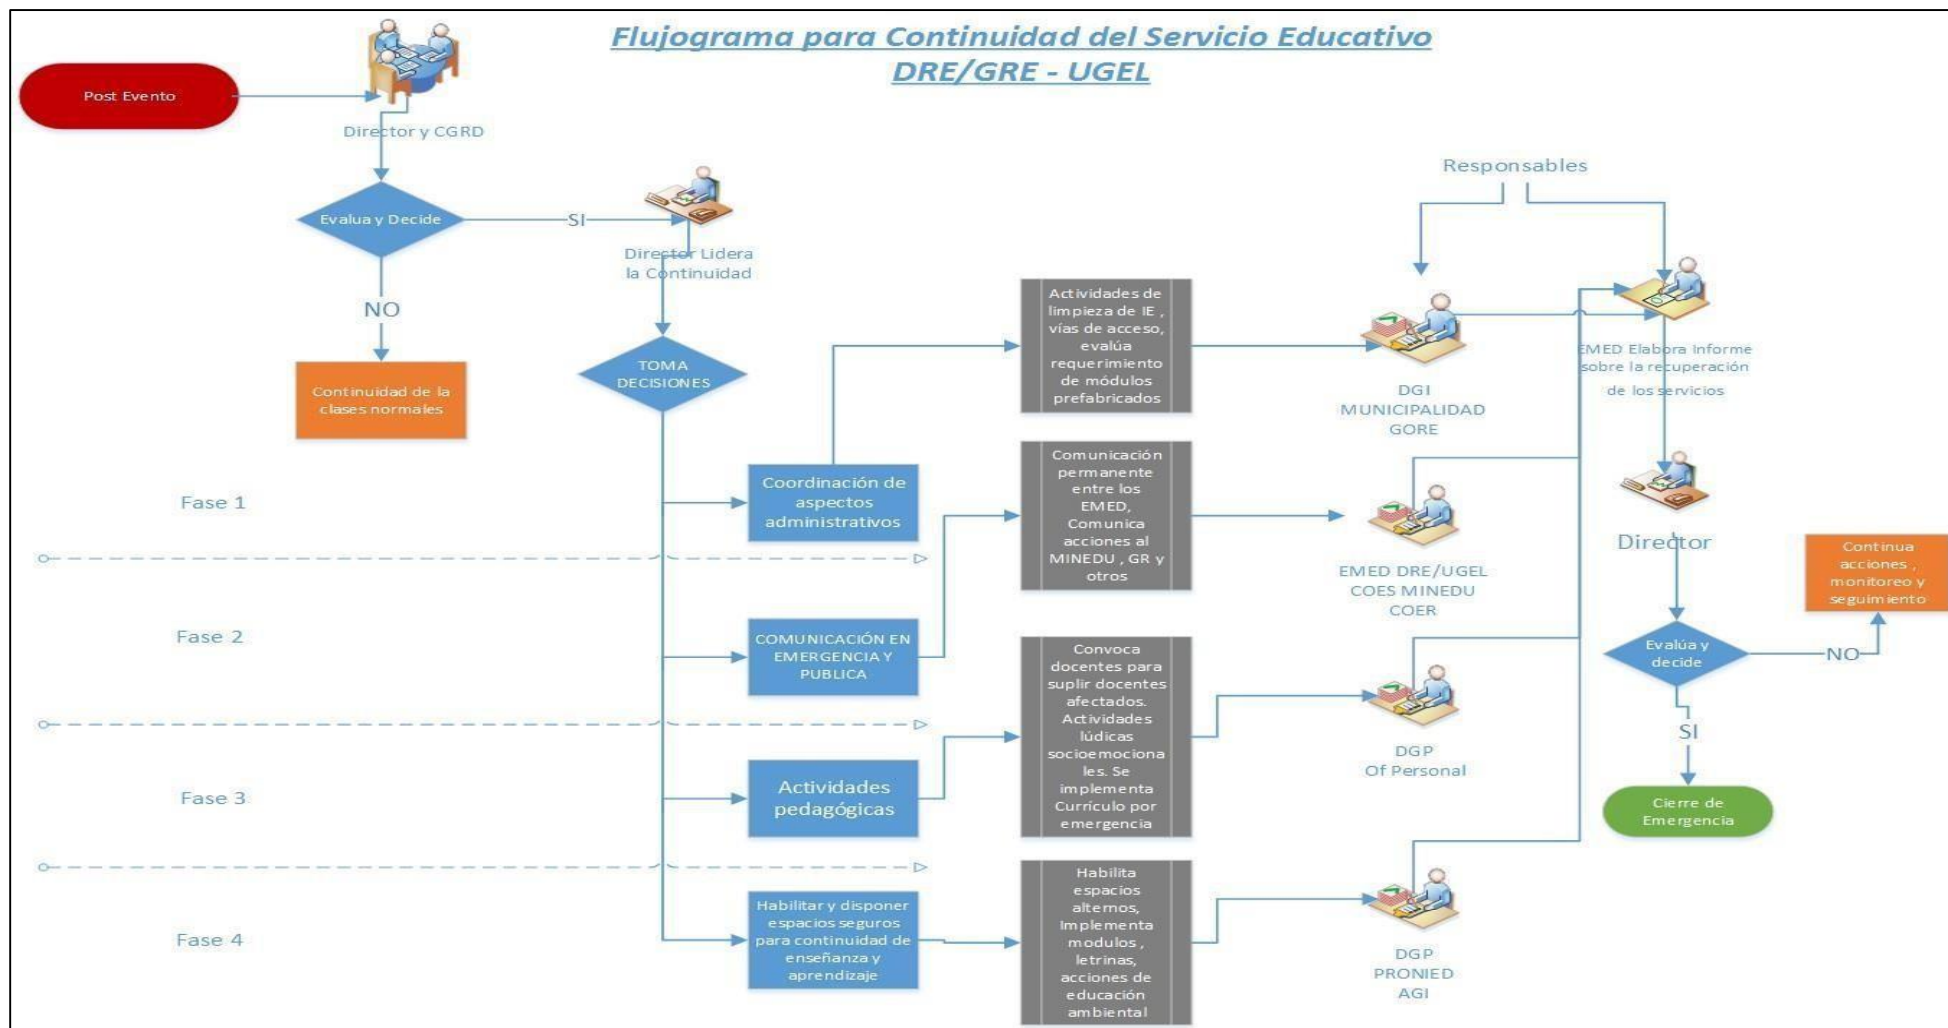 Flujograma para Continuidad del Servicio Educativo
DRE/GRE - UGEL
Post Evento
Director y CGRD
Evalua y Decide
SI
NO
Continuidad de la
clases normales
Director Lidera
la Continuidad
TOMA
DECISIONES
Responsables
Fase 1
Coordinación de
aspectos
administrativos
Actividades de
limpieza de IE ,
vías de acceso,
evalúa
requerimiento
de módulos
prefabricados
DGI
MUNICIPALIDAD
GORE
Fase 2
COMUNICACIÓN EN
EMERGENCIA Y
PUBLICA
Comunicación
permanente
entre los
EMED,
Comunica
acciones al
MINEDU , GR y
otros
EMED DRE/UGEL
COES MINEDU
COER
Fase 3
Actividades
pedagógicas
Convoca
docentes para
suplir docentes
afectados.
Actividades
lúdicas
socioemociona
les. Se
implementa
Currículo por
emergencia
DGP
Of Personal
Fase 4
Habilitar y disponer
espacios seguros
para continuidad de
enseñanza y
aprendizaje
Habilita
espacios
alternos,
Implementa
modulos ,
letrinas,
acciones de
educación
ambiental
DGP
PRONIED
AGI
EMED Elabora Informe
sobre la recuperación
de los servicios
Director
Evalúa y
decide
NO
Continua
acciones ,
monitoreo y
seguimiento
SI
Cierre de
Emergencia